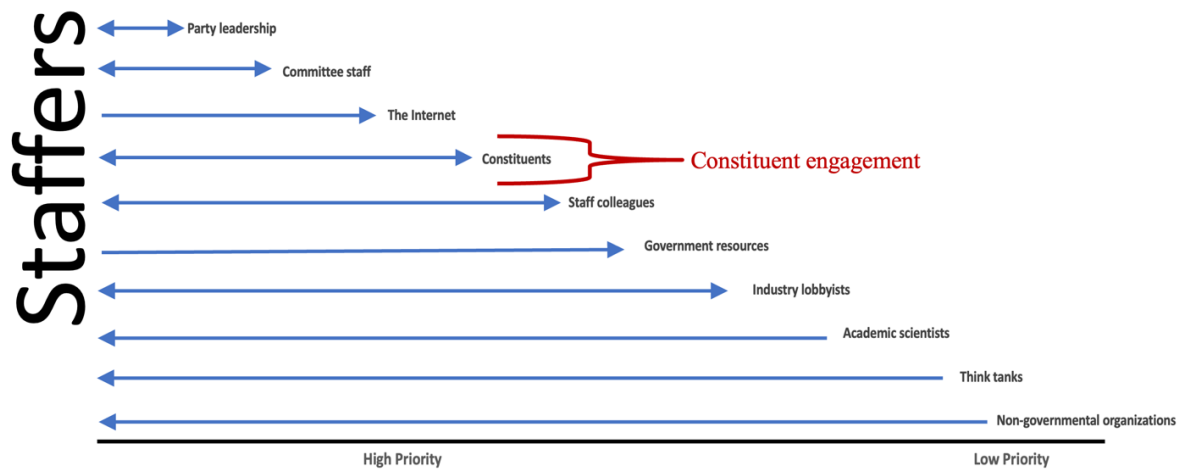 Staffers
Party leadership
Committee staff
The Internet
Constituents
Constituent engagement
Staff colleagues
Government resources
Industry lobbyists
Academic scientists
Think tanks
Non-governmental organizations
High Priority
Low Priority